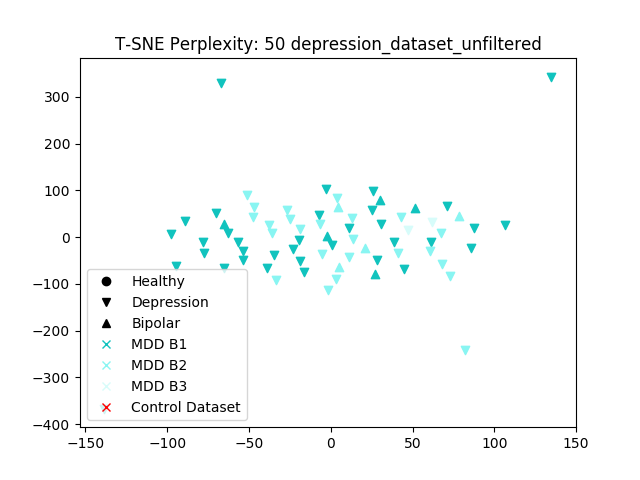 T-SNE Perplexity: 50 depression_dataset_unfiltered
300
200
100
0
−100
−200
−300
−400
Healthy
Depression
Bipolar
MDD B1
MDD B2
MDD B3
Control Dataset
−150 −100 −50 0 50 100 150